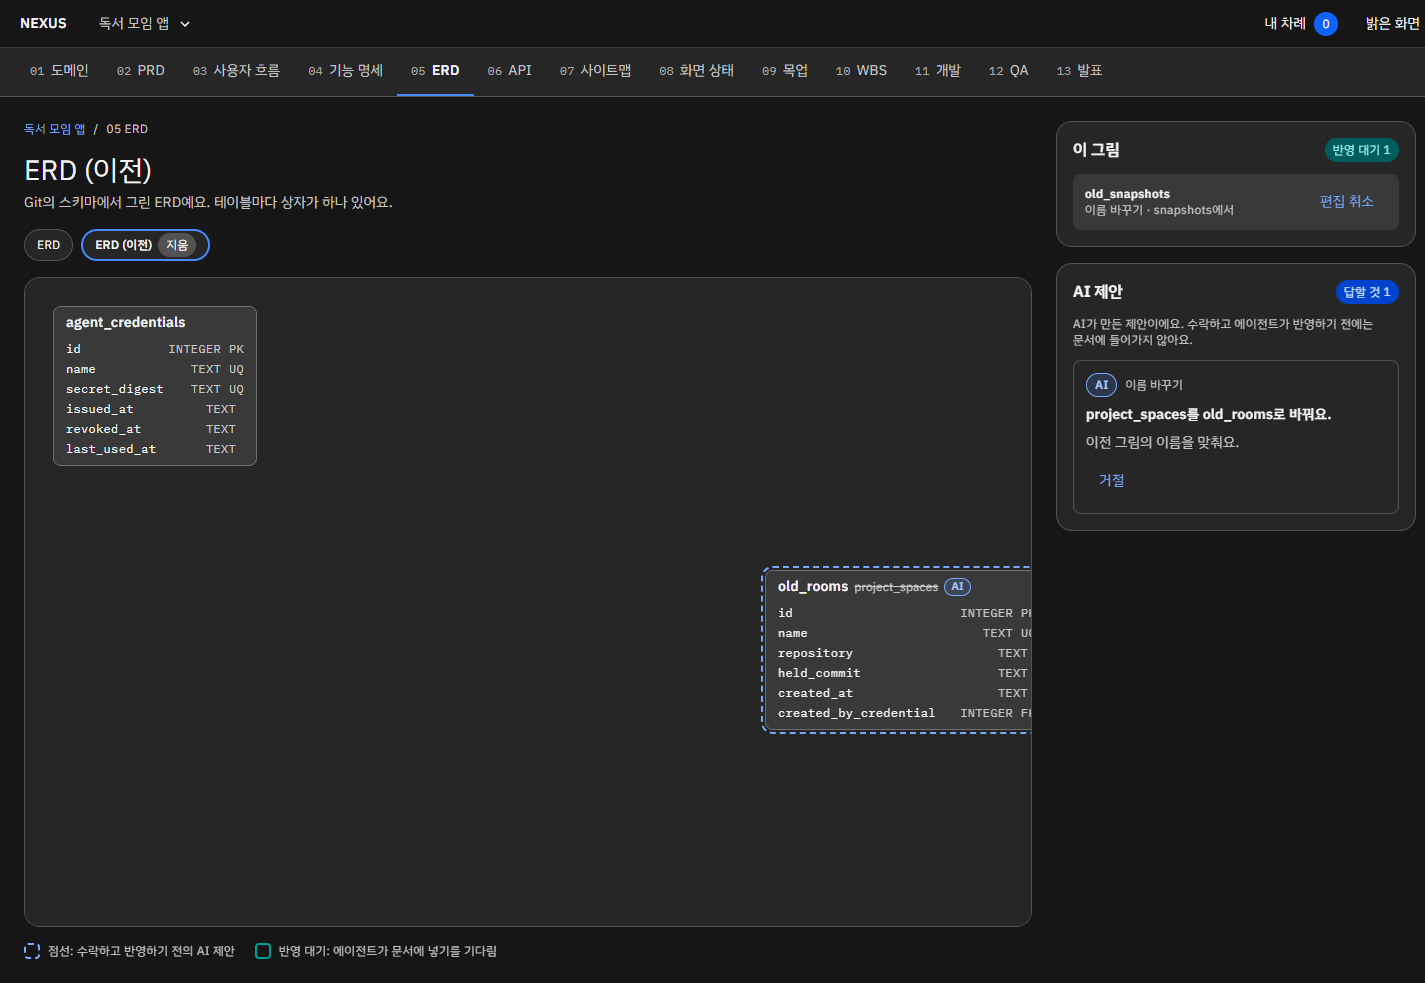 NEXUS 독서 모임 앱 내 차례 0 밝은 화면
01 도메인 02 PRD 03 사용자 흐름 04 기능 명세 05 ERD 06 API 07 사이트맵 08 화면 상태 09 목업 10 WBS 11 개발 12 QA 13 발표
독서 모임 앱 / 05 ERD
ERD (이전)
Git의 스키마에서 그린 ERD예요. 테이블마다 상자가 하나 있어요.
ERD ERD (이전) 지움
agent_credentials
id INTEGER PK
name TEXT UQ
secret_digest TEXT UQ
issued_at TEXT
revoked_at TEXT
last_used_at TEXT
old_rooms project_spaces AI
id INTEGER
name TEXT
repository TEXT
held_commit TEXT
created_at TEXT
created_by_credential INTEGER
점선: 수락하고 반영하기 전의 AI 제안 반영 대기: 에이전트가 문서에 넣기를 기다림
이 그림 반영 대기 1
old_snapshots
이름 바꾸기 · snapshots에서
편집 취소
AI 제안 답할 것 1
AI가 만든 제안이에요. 수락하고 에이전트가 반영하기 전에는
문서에 들어가지 않아요.
AI 이름 바꾸기
project_spaces를 old_rooms로 바꿔요.
이전 그림의 이름을 맞춰요.
거절